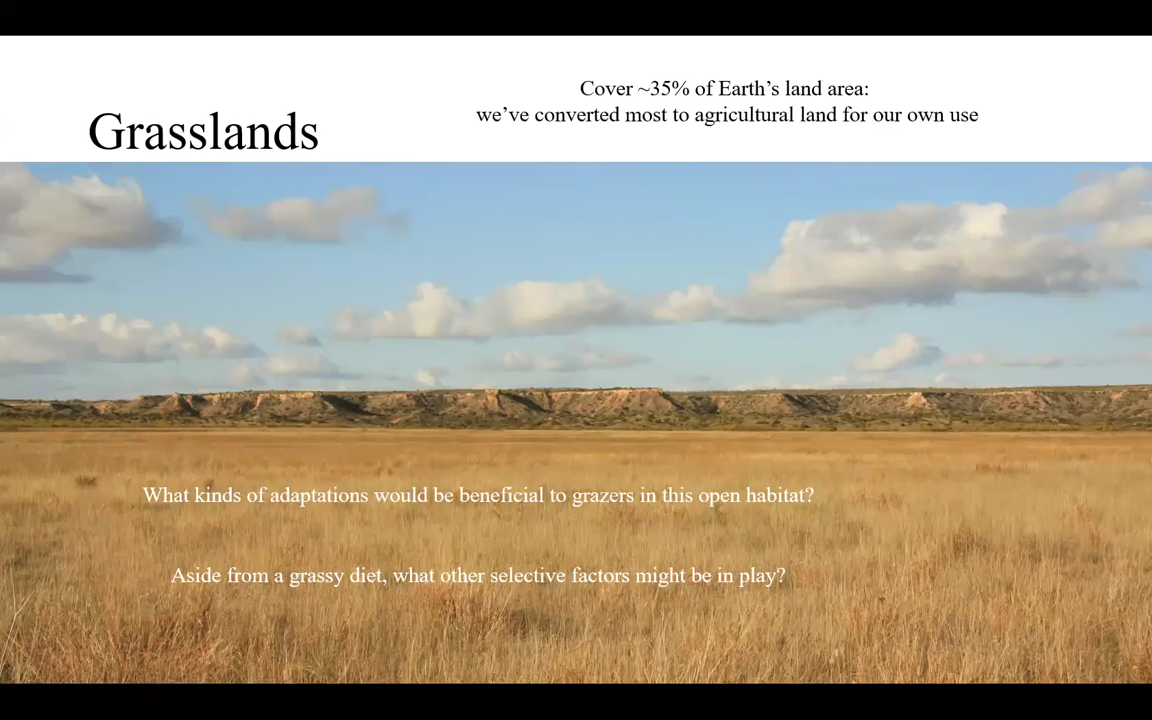 Grasslands
Cover ~35% of Earth’s land area:
we’ve converted most to agricultural land for our own use
What kinds of adaptations would be beneficial to grazers in this open habitat?
Aside from a grassy diet, what other selective factors might be in play?